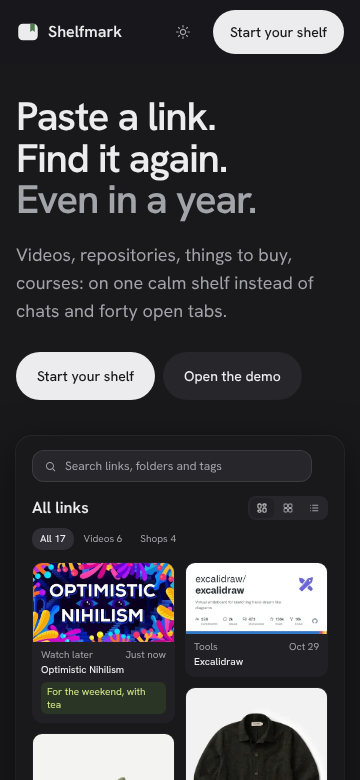 Shelfmark
Start your shelf
Paste a link.
Find it again.
Even in a year.
Videos, repositories, things to buy,
courses: on one calm shelf instead of
chats and forty open tabs.
Start your shelf
Open the demo
Search links, folders and tags
All links
All 17
Videos 6
Shops 4
OPTIMISTIC
NIHILISM
Watch later
Just now
Optimistic Nihilism
For the weekend, with
tea
excalidraw/
excalidraw
Tools
Oct 29
Excalidraw